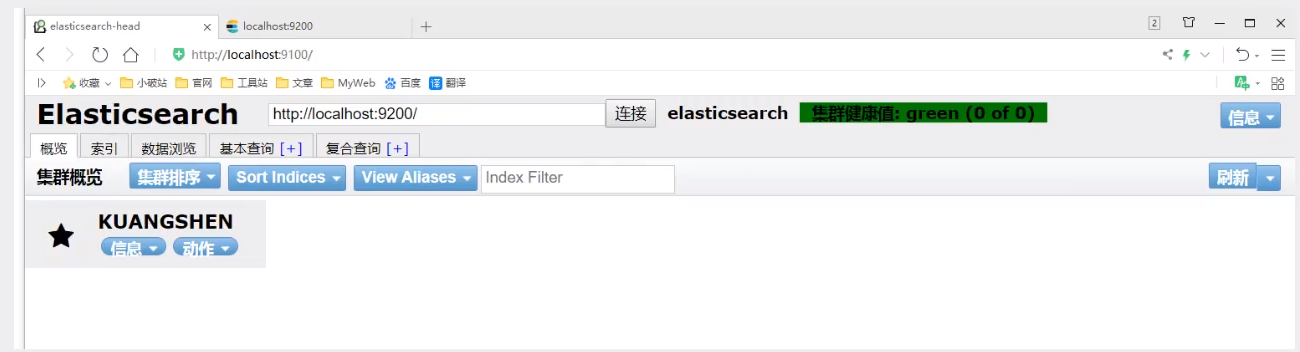 elasticsearch-head localhost:9200 2
http://localhost:9100/
收藏 小破站 官网 工具站 文章 MyWeb 百度 译 翻译
Elasticsearch http://localhost:9200/ 连接 elasticsearch 集群健康值: green (0 of 0) 信息
概览 索引 数据浏览 基本查询 [+] 复合查询 [+]
集群概览 集群排序 Sort Indices View Aliases Index Filter 刷新
KUANGSHEN
信息 动作